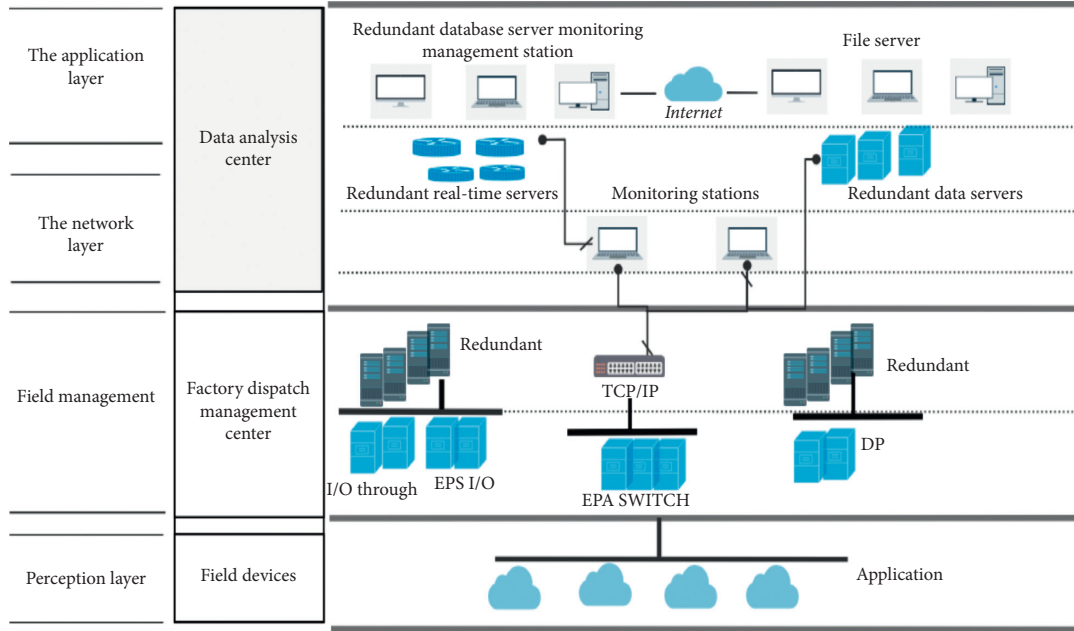 The application
layer
The network
layer
Field management
Perception layer
Data analysis
center
Factory dispatch
management
center
Field devices
Redundant database server monitoring
management station
File server
Internet
Redundant real-time servers
Monitoring stations
Redundant data servers
Redundant
TCP/IP
Redundant
I/O through
EPS I/O
EPA SWITCH
DP
Application